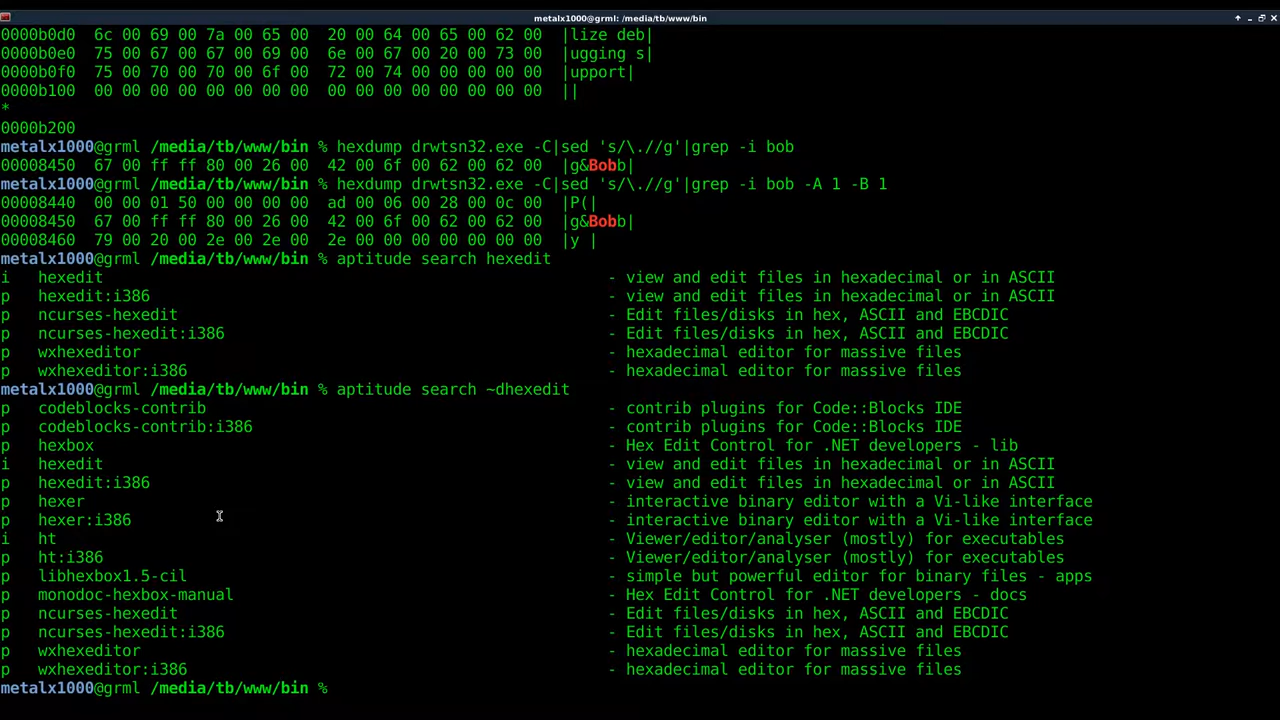 metalx1000@grml: /media/tb/www/bin
0000b0d0  6c 00 69 00 7a 00 65 00  20 00 64 00 65 00 62 00  |lize deb|
0000b0e0  75 00 67 00 67 00 69 00  6e 00 67 00 20 00 73 00  |ugging s|
0000b0f0  75 00 70 00 70 00 6f 00  72 00 74 00 00 00 00 00  |upport|
0000b100  00 00 00 00 00 00 00 00  00 00 00 00 00 00 00 00  ||
*
0000b200
metalx1000@grml /media/tb/www/bin % hexdump drwtsn32.exe -C|sed 's/\.//g'|grep -i bob
00008450  67 00 ff ff 80 00 26 00  42 00 6f 00 62 00 62 00  |g&Bobb|
metalx1000@grml /media/tb/www/bin % hexdump drwtsn32.exe -C|sed 's/\.//g'|grep -i bob -A 1 -B 1
00008440  00 00 01 50 00 00 00 00  ad 00 06 00 28 00 0c 00  |P(|
00008450  67 00 ff ff 80 00 26 00  42 00 6f 00 62 00 62 00  |g&Bobb|
00008460  79 00 20 00 2e 00 2e 00  2e 00 00 00 00 00 00 00  |y |
metalx1000@grml /media/tb/www/bin % aptitude search hexedit
i   hexedit                         - view and edit files in hexadecimal or in ASCII
p   hexedit:i386                    - view and edit files in hexadecimal or in ASCII
p   ncurses-hexedit                 - Edit files/disks in hex, ASCII and EBCDIC
p   ncurses-hexedit:i386            - Edit files/disks in hex, ASCII and EBCDIC
p   wxhexeditor                     - hexadecimal editor for massive files
p   wxhexeditor:i386                - hexadecimal editor for massive files
metalx1000@grml /media/tb/www/bin % aptitude search ~dhexedit
p   codeblocks-contrib              - contrib plugins for Code::Blocks IDE
p   codeblocks-contrib:i386         - contrib plugins for Code::Blocks IDE
p   hexbox                          - Hex Edit Control for .NET developers - lib
i   hexedit                         - view and edit files in hexadecimal or in ASCII
p   hexedit:i386                    - view and edit files in hexadecimal or in ASCII
p   hexer                           - interactive binary editor with a Vi-like interface
p   hexer:i386                      - interactive binary editor with a Vi-like interface
i   ht                              - Viewer/editor/analyser (mostly) for executables
p   ht:i386                         - Viewer/editor/analyser (mostly) for executables
p   libhexbox1.5-cil                - simple but powerful editor for binary files - apps
p   monodoc-hexbox-manual           - Hex Edit Control for .NET developers - docs
p   ncurses-hexedit                 - Edit files/disks in hex, ASCII and EBCDIC
p   ncurses-hexedit:i386            - Edit files/disks in hex, ASCII and EBCDIC
p   wxhexeditor                     - hexadecimal editor for massive files
p   wxhexeditor:i386                - hexadecimal editor for massive files
metalx1000@grml /media/tb/www/bin %